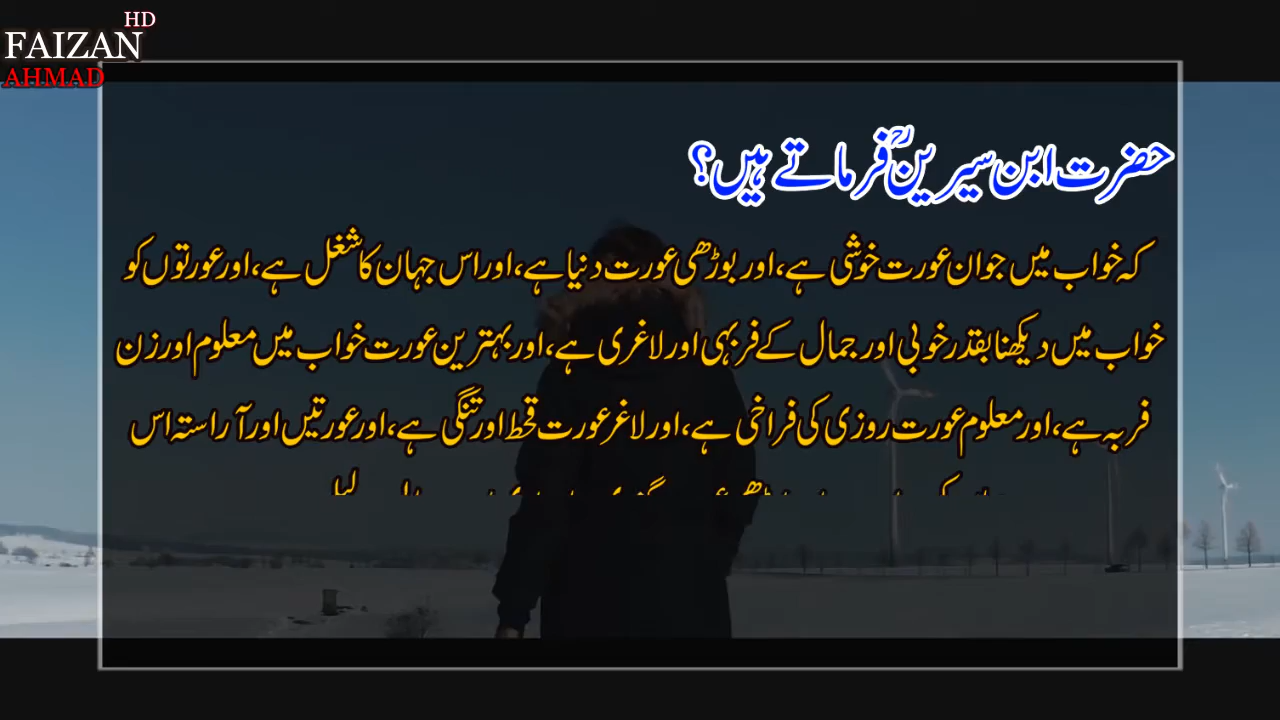 HD
FAIZAN
AHMAD
حضرت ابن سیرینؒ فرماتے ہیں؟
کہ خواب میں جوان عورت خوشی ہے، اور بوڑھی عورت دنیا ہے، اور اس جہان کا شغل ہے، اور عورتوں کو
خواب میں دیکھنا بقدر خوبی اور جمال کے فربہی اور لاغری ہے، اور بہترین عورت خواب میں معلوم اور زن
فربہ ہے، اور معلوم عورت روزی کی فراخی ہے، اور لاغر عورت قحط اور تنگی ہے، اور عورتیں اور آراستہ اس